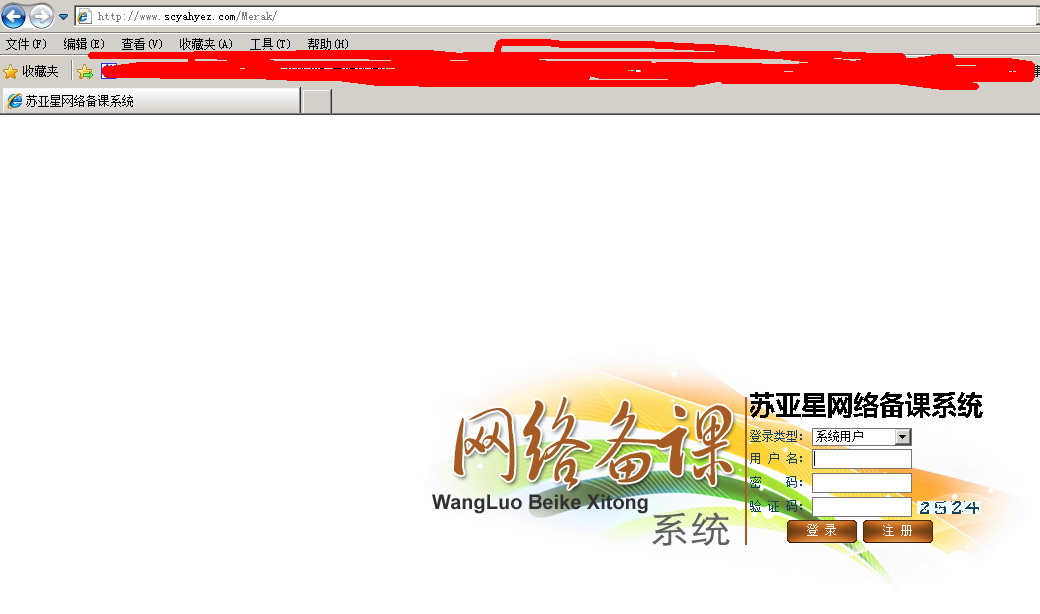 http://www.scyahyez.com/Merak/
文件(F) 编辑(E) 查看(V) 收藏夹(A) 工具(T) 帮助(H)
收藏夹
苏亚星网络备课系统
网络备课
WangLuo Beike Xitong
系统
苏亚星网络备课系统
登录类型: 系统用户
用 户 名:
密 码:
验 证 码: 2524
登 录 注 册